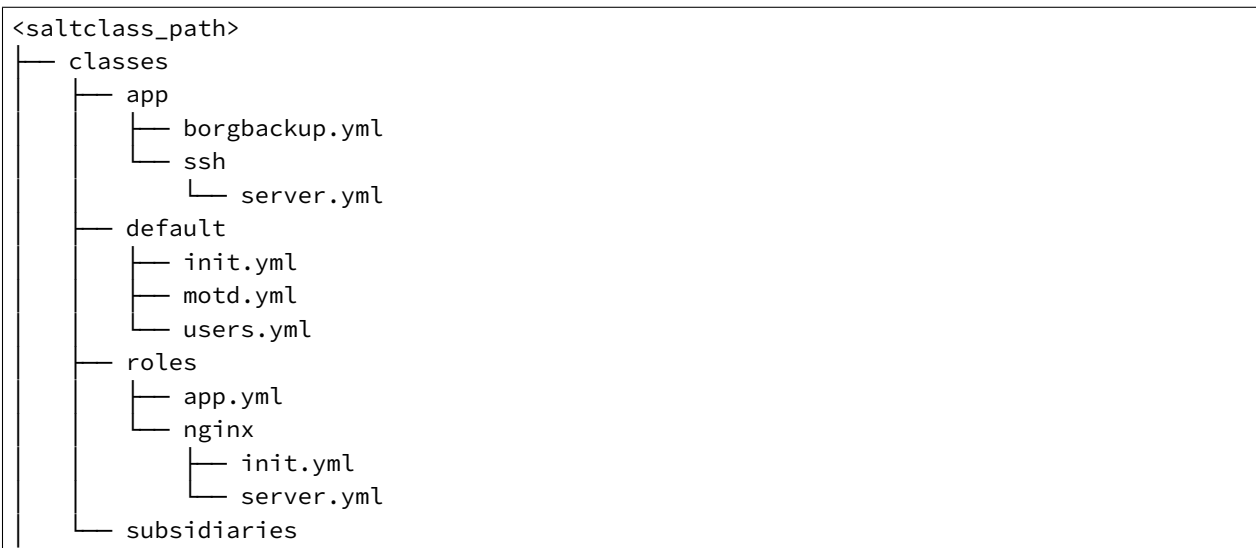 <saltclass_path>
├── classes
│   ├── app
│   │   ├── borgbackup.yml
│   │   └── ssh
│   │       └── server.yml
│   ├── default
│   │   ├── init.yml
│   │   ├── motd.yml
│   │   └── users.yml
│   ├── roles
│   │   ├── app.yml
│   │   └── nginx
│   │       ├── init.yml
│   │       └── server.yml
│   └── subsidiaries